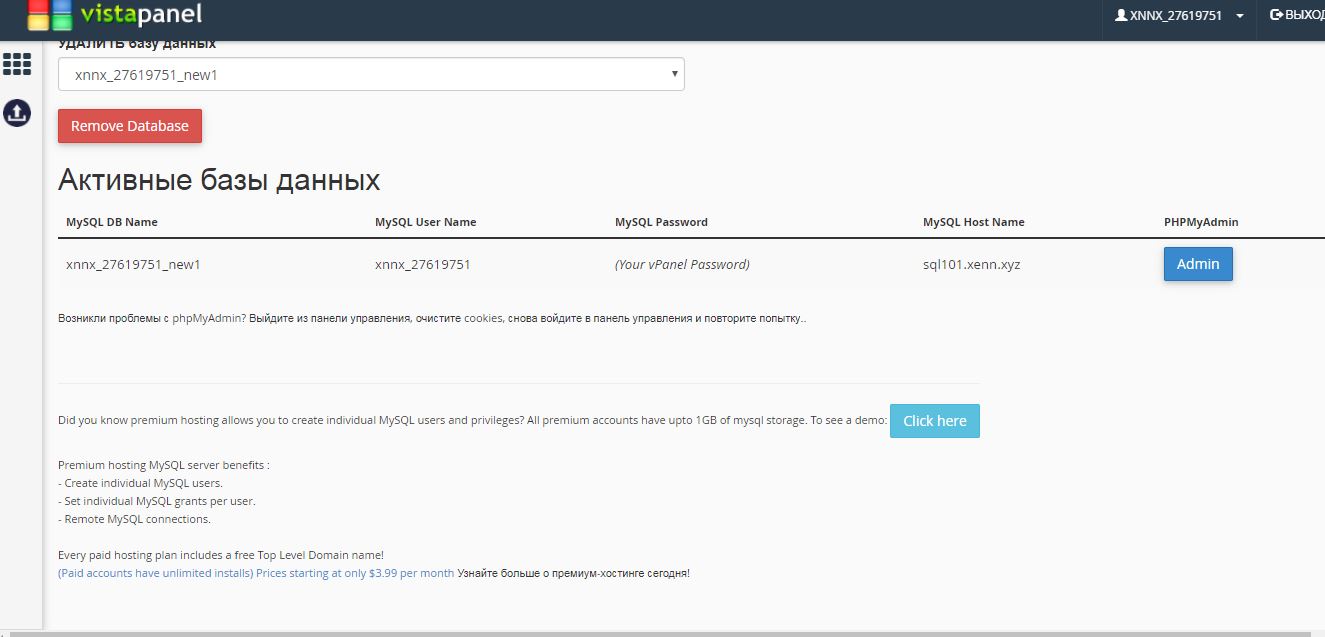 vistapanel
XNNX_27619751
ВЫХОД
УДАЛИТЬ базу данных
xnnx_27619751_new1
Remove Database
Активные базы данных
MySQL DB Name MySQL User Name MySQL Password MySQL Host Name PHPMyAdmin
xnnx_27619751_new1 xnnx_27619751 (Your vPanel Password) sql101.xenn.xyz Admin
Возникли проблемы с phpMyAdmin? Выйдите из панели управления, очистите cookies, снова войдите в панель управления и повторите попытку..
Did you know premium hosting allows you to create individual MySQL users and privileges? All premium accounts have upto 1GB of mysql storage. To see a demo: Click here
Premium hosting MySQL server benefits :
- Create individual MySQL users.
- Set individual MySQL grants per user.
- Remote MySQL connections.
Every paid hosting plan includes a free Top Level Domain name!
(Paid accounts have unlimited installs) Prices starting at only $3.99 per month Узнайте больше о премиум-хостинге сегодня!